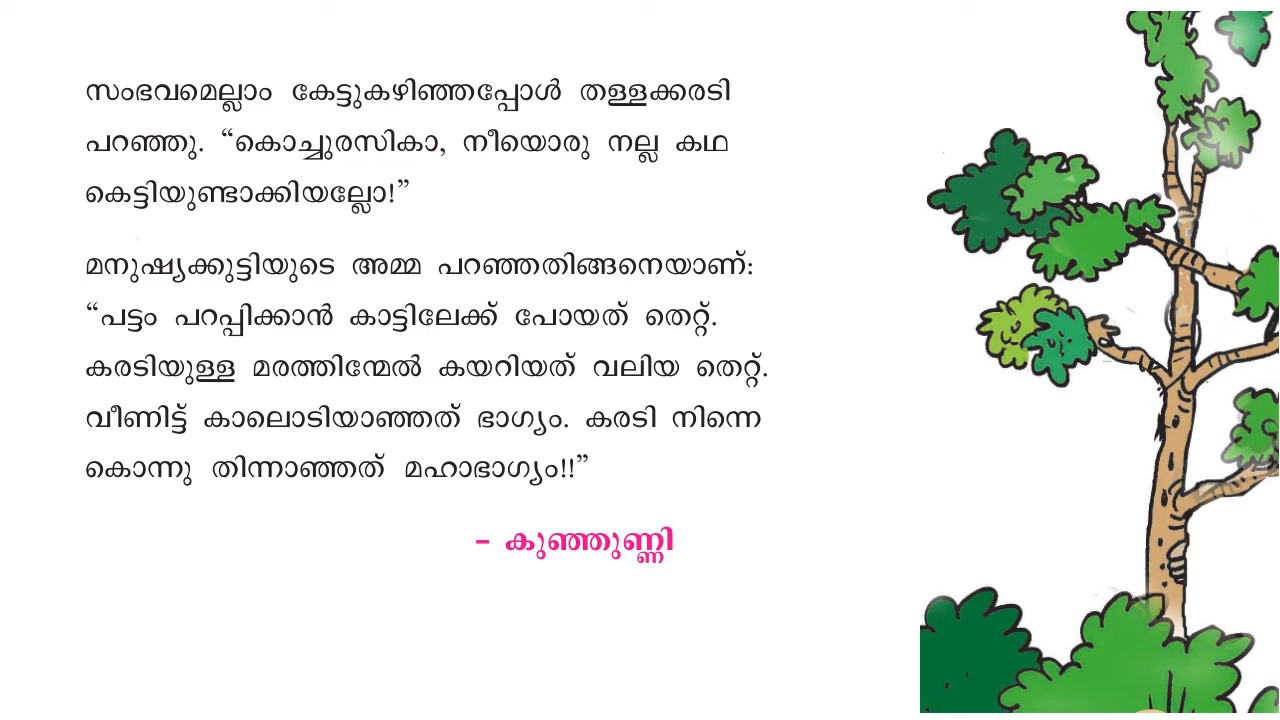 സംഭവമെല്ലാം കേട്ടുകഴിഞ്ഞപ്പോൾ തള്ളക്കരടി
പറഞ്ഞു. “കൊച്ചുരസികാ, നീയൊരു നല്ല കഥ
കെട്ടിയുണ്ടാക്കിയല്ലോ!”
മനുഷ്യക്കുട്ടിയുടെ അമ്മ പറഞ്ഞതിങ്ങനെയാണ്:
“പട്ടം പറപ്പിക്കാൻ കാട്ടിലേക്ക് പോയത് തെറ്റ്.
കരടിയുള്ള മരത്തിന്മേൽ കയറിയത് വലിയ തെറ്റ്.
വീണിട്ട് കാലൊടിയാഞ്ഞത് ഭാഗ്യം. കരടി നിന്നെ
കൊന്നു തിന്നാഞ്ഞത് മഹാഭാഗ്യം!!”
– കുഞ്ഞുണ്ണി